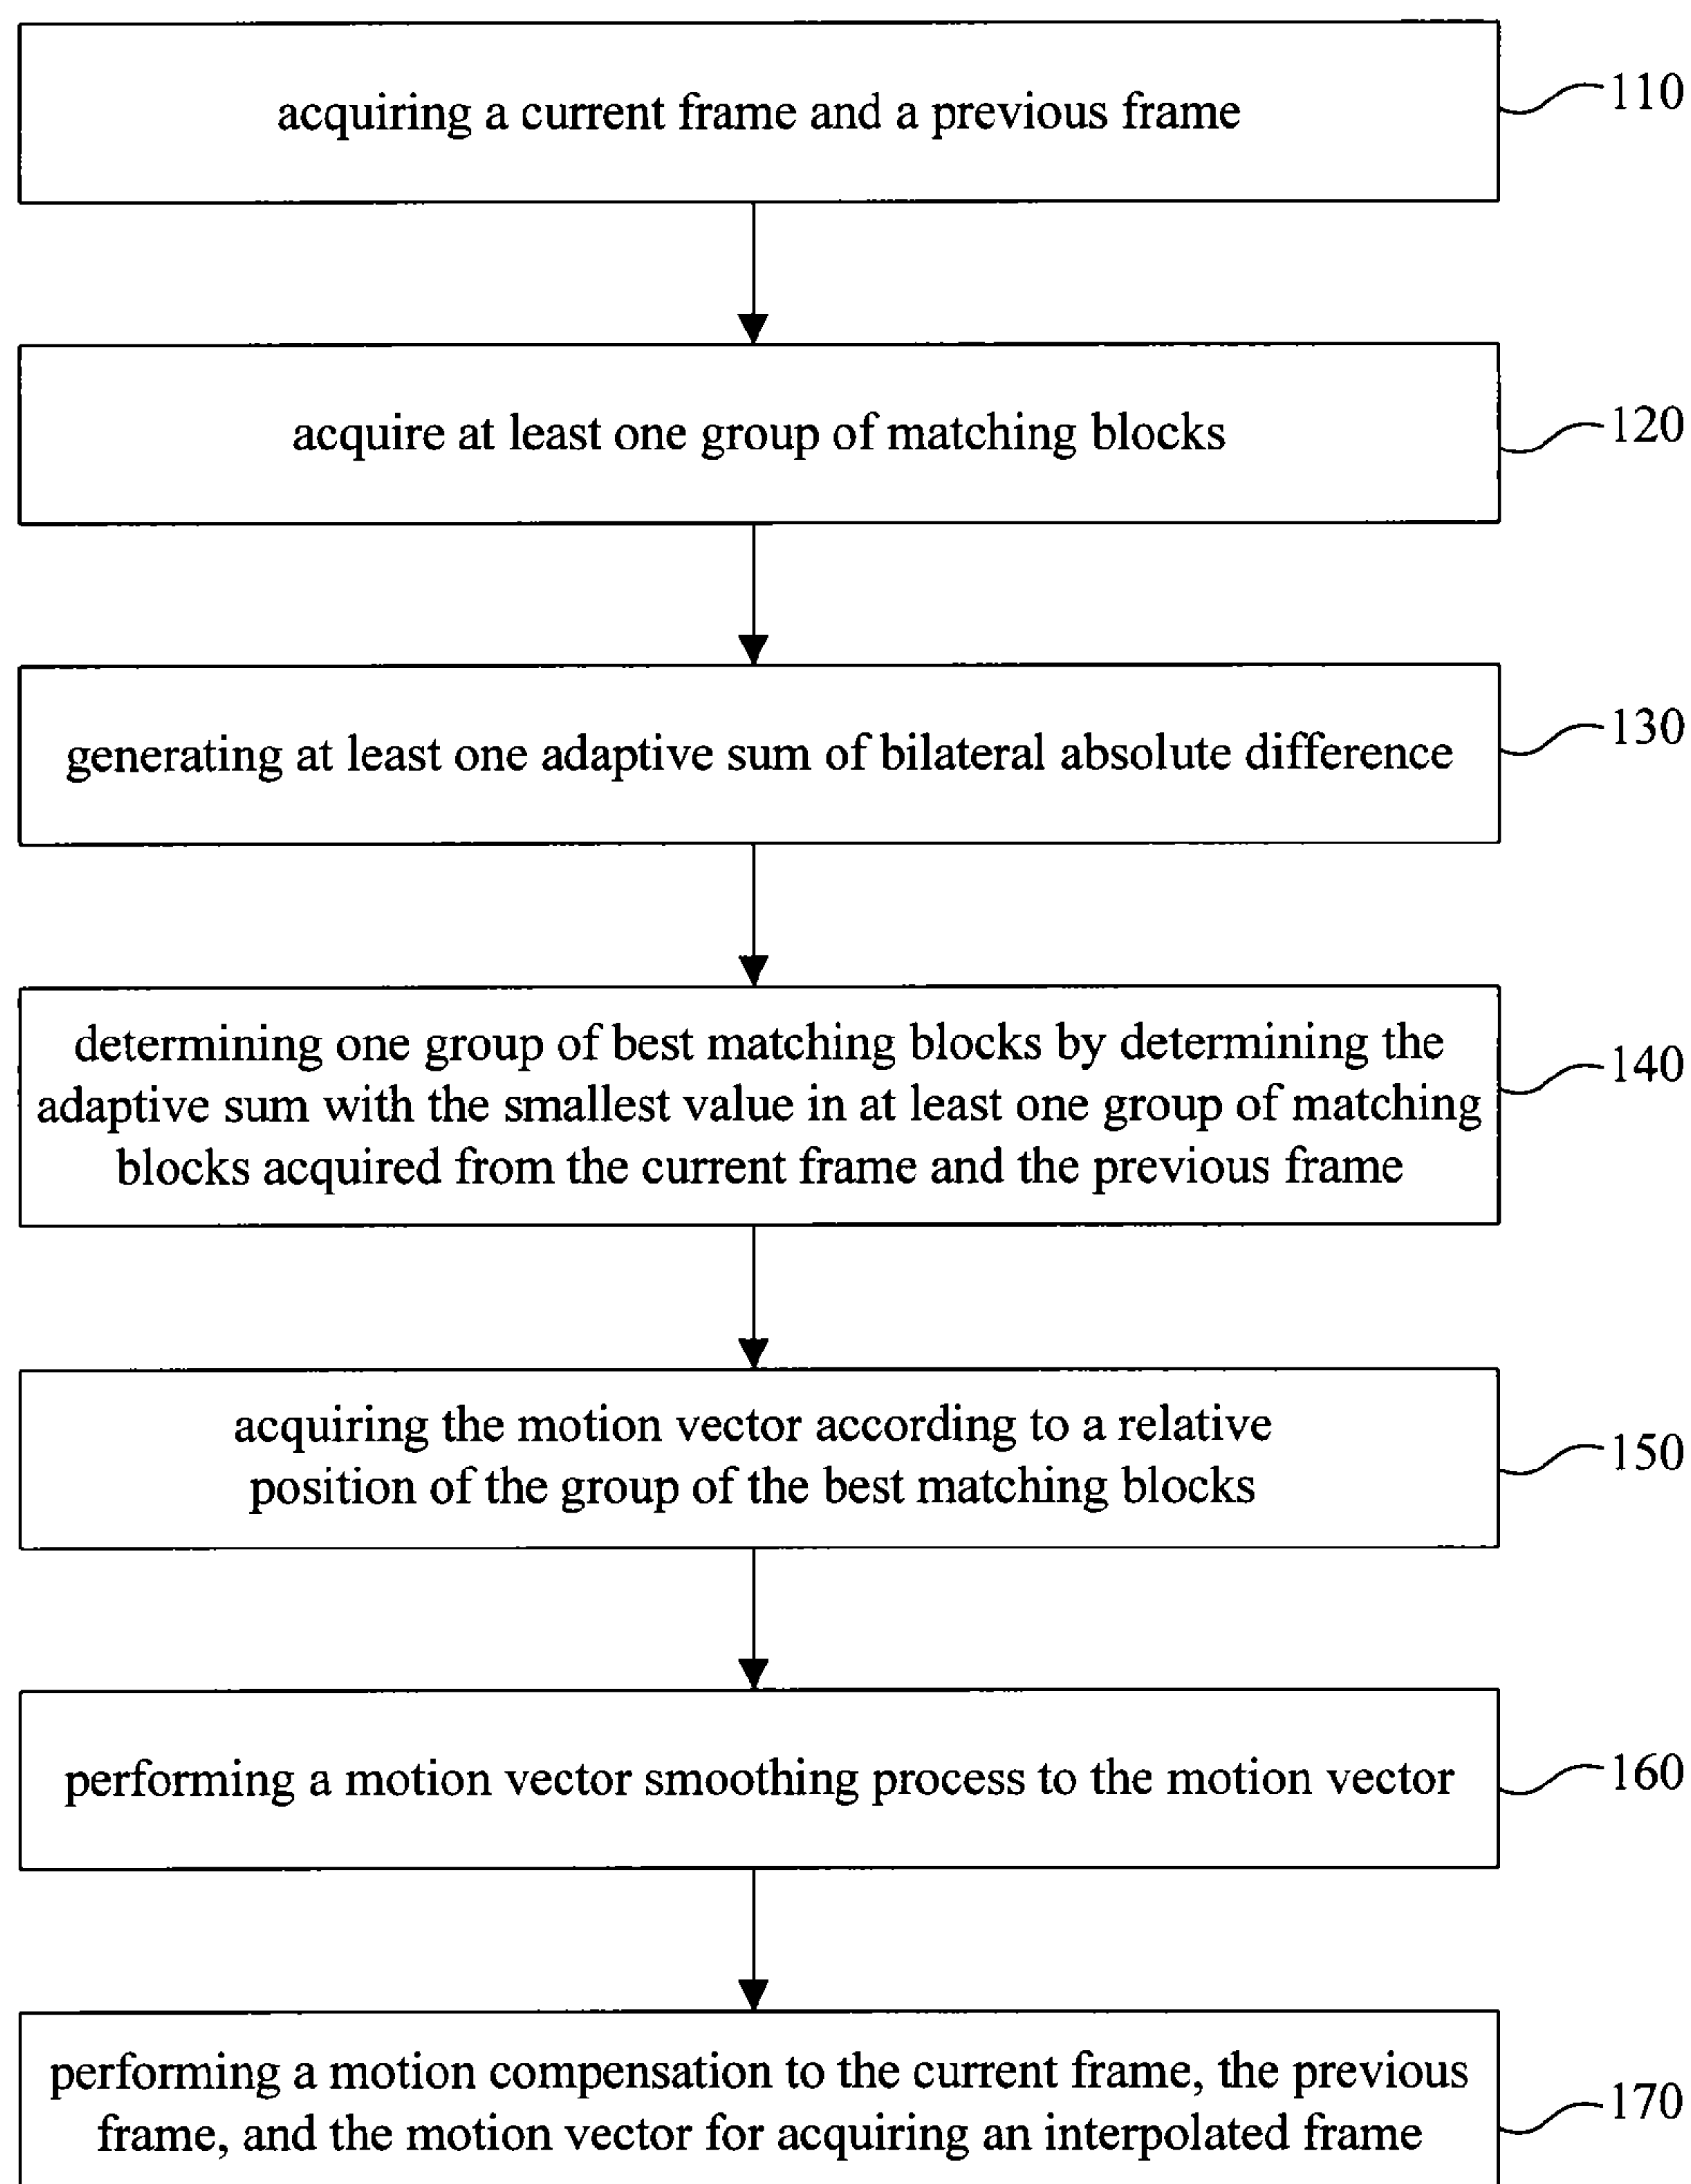 acquiring a current frame and a previous frame
110
acquire at least one group of matching blocks
120
generating at least one adaptive sum of bilateral absolute difference
130
determining one group of best matching blocks by determining the
adaptive sum with the smallest value in at least one group of matching
blocks acquired from the current frame and the previous frame
140
acquiring the motion vector according to a relative
position of the group of the best matching blocks
150
performing a motion vector smoothing process to the motion vector
160
performing a motion compensation to the current frame, the previous
frame, and the motion vector for acquiring an interpolated frame
170